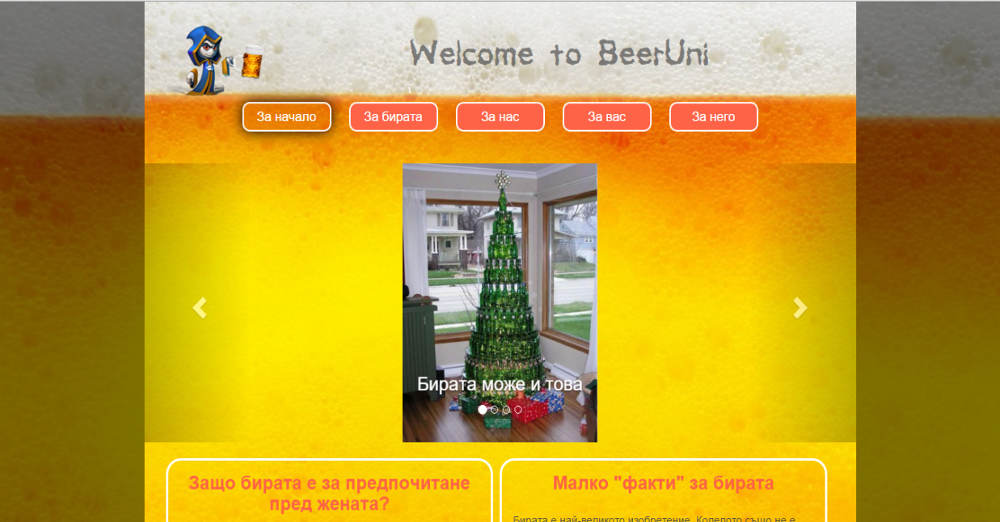 Welcome to BeerUni
За начало
За бирата
За нас
За вас
За него
Бирата може и това
Защо бирата е за предпочитане
пред жената?
Малко "факти" за бирата
Бирата е най-великото изобретение. Колелото също не е